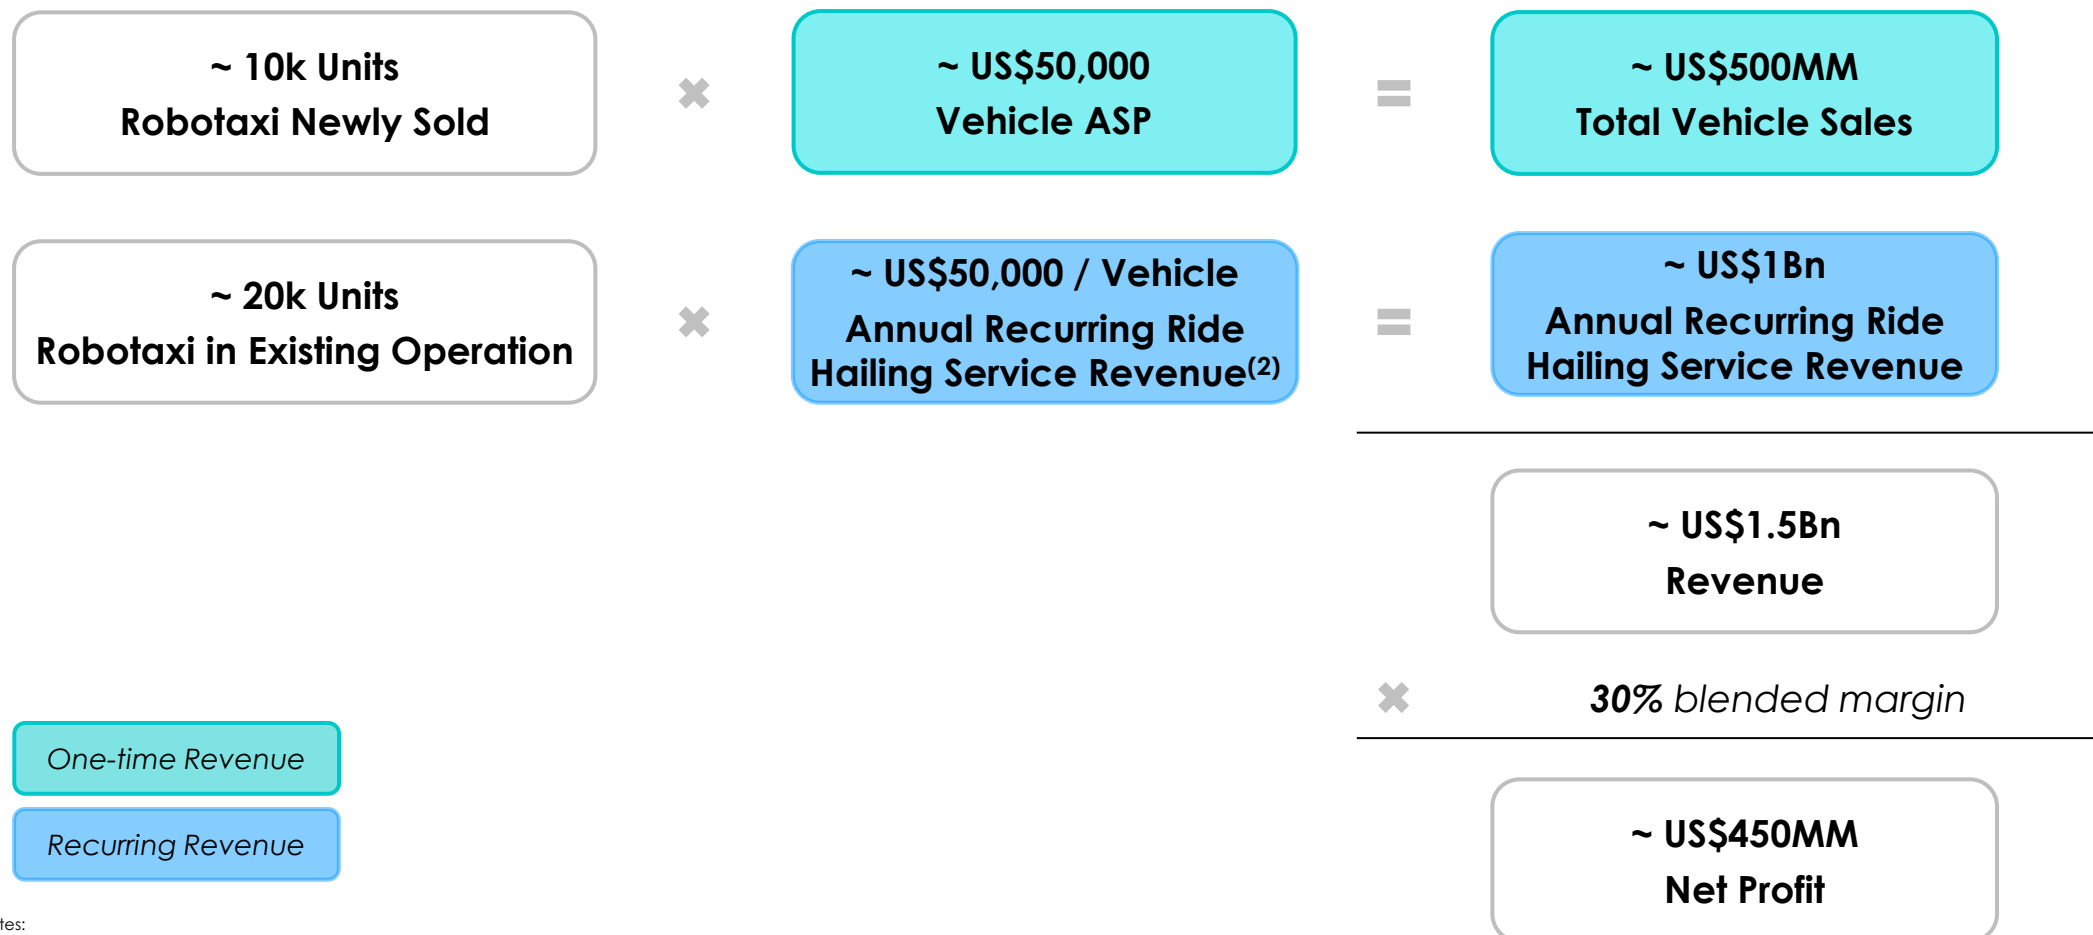 ~ 10k Units
Robotaxi Newly Sold
~ US$50,000
Vehicle ASP
~ US$500MM
Total Vehicle Sales
~ 20k Units
Robotaxi in Existing Operation
~ US$50,000 / Vehicle
Annual Recurring Ride
Hailing Service Revenue(2)
~ US$1Bn
Annual Recurring Ride
Hailing Service Revenue
~ US$1.5Bn
Revenue
30% blended margin
~ US$450MM
Net Profit
One-time Revenue
Recurring Revenue
tes: